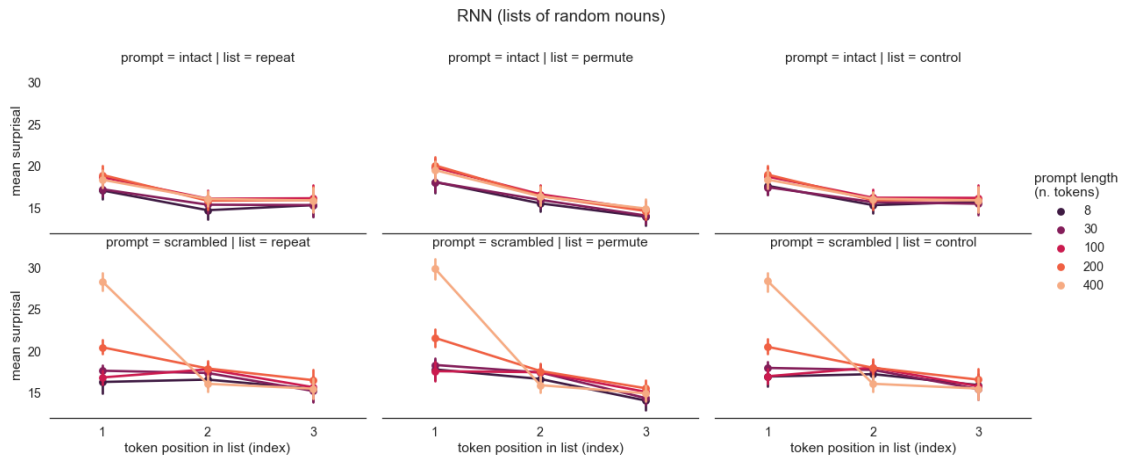 RNN (lists of random nouns)
prompt = intact | list = repeat
prompt = intact | list = permute
prompt = intact | list = control
mean surprisal
30
25
20
15
prompt = scrambled | list = repeat
prompt = scrambled | list = permute
prompt = scrambled | list = control
mean surprisal
30
25
20
15
1 2 3
token position in list (index)
1 2 3
token position in list (index)
1 2 3
token position in list (index)
prompt length
(n. tokens)
8
30
100
200
400